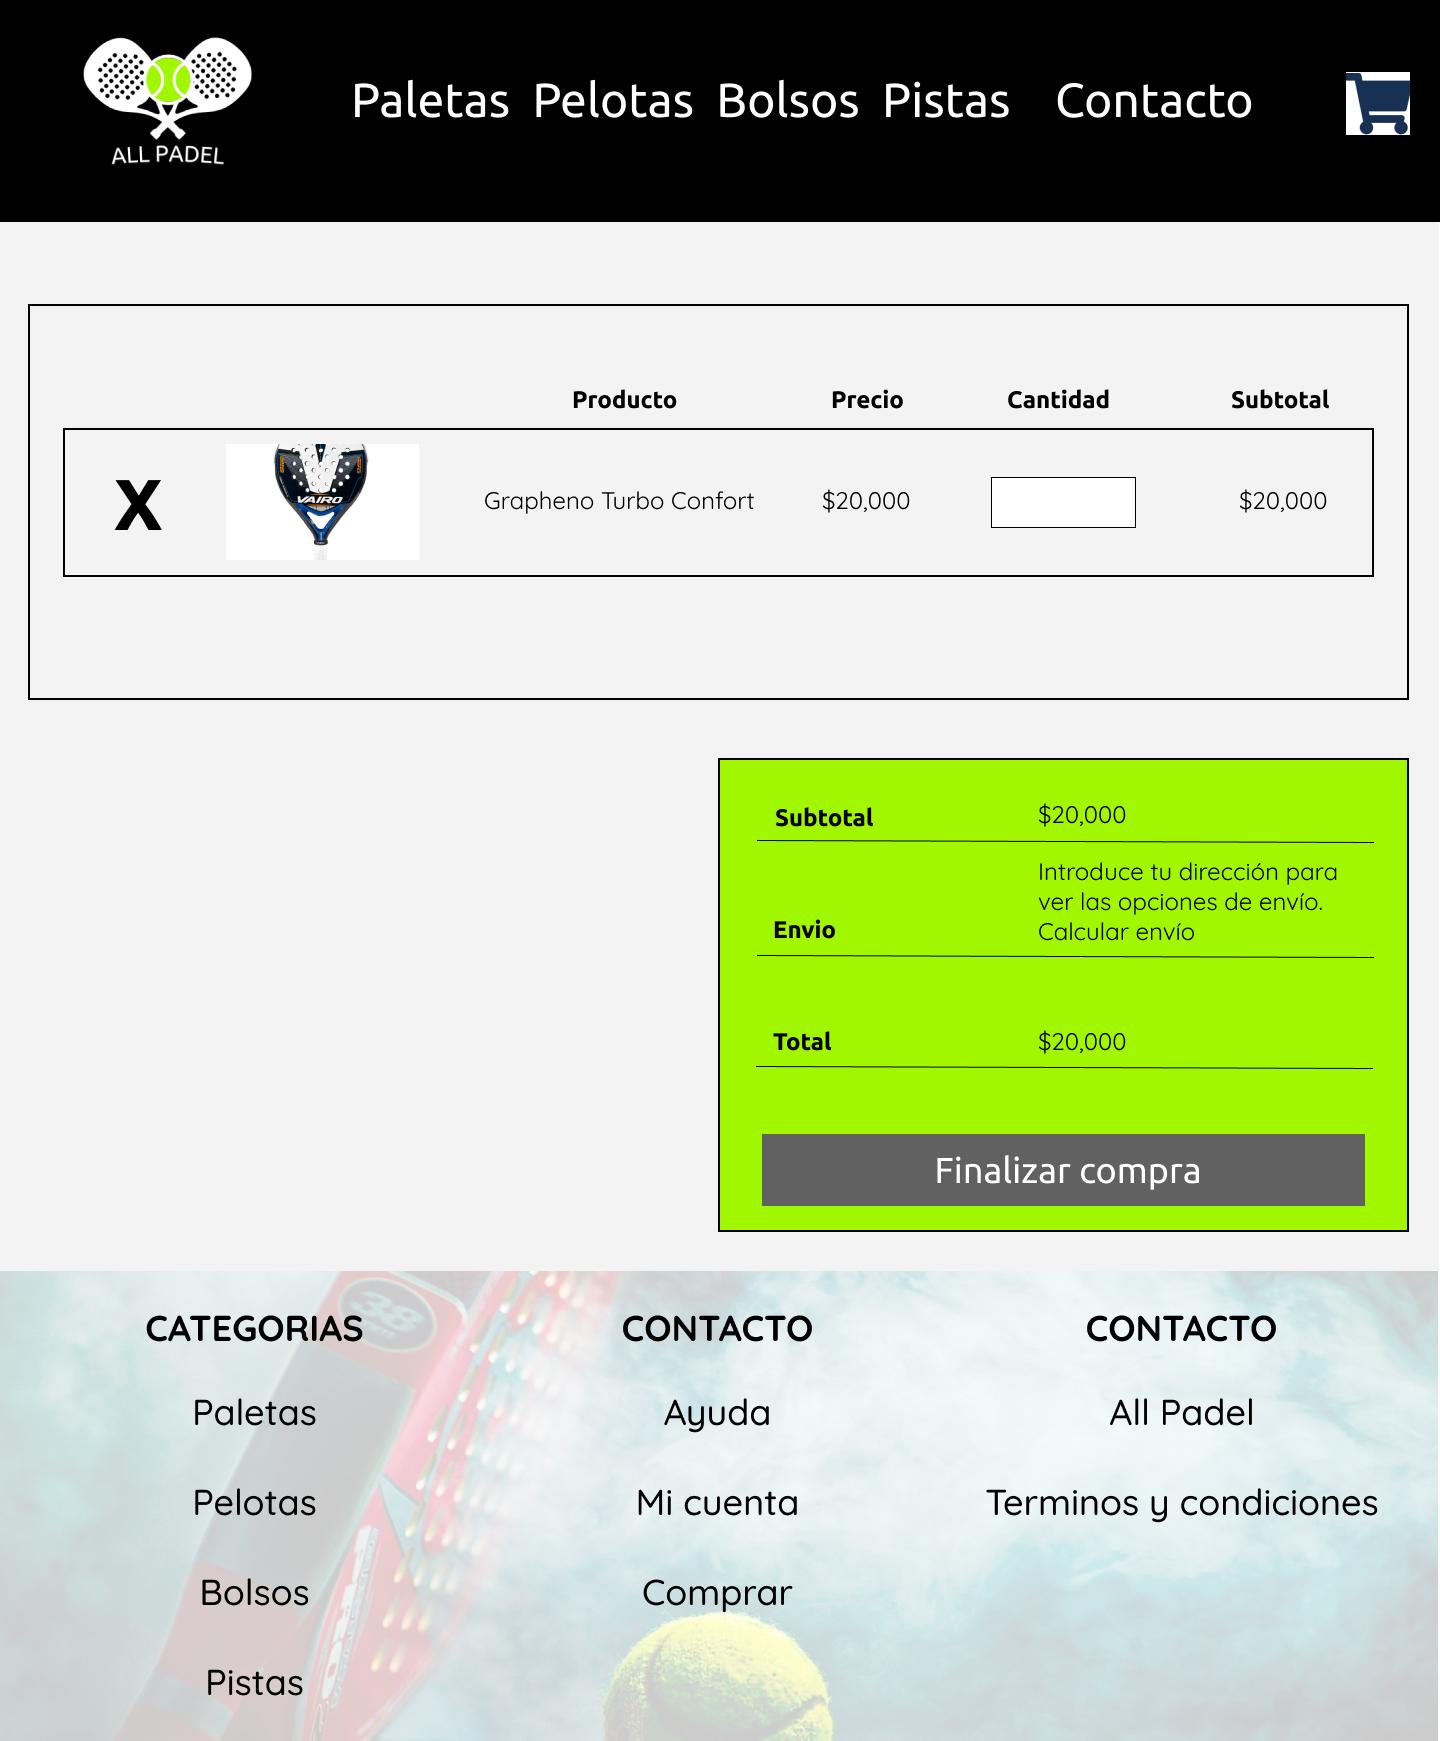 ALL PADEL
Paletas Pelotas Bolsos Pistas Contacto
Producto Precio Cantidad Subtotal
X VAIRO Grapheno Turbo Confort $20,000 $20,000
Subtotal $20,000
Introduce tu dirección para
ver las opciones de envío.
Envio Calcular envío
Total $20,000
Finalizar compra
38
CATEGORIAS CONTACTO CONTACTO
Paletas Ayuda All Padel
Pelotas Mi cuenta Terminos y condiciones
Bolsos Comprar
Pistas